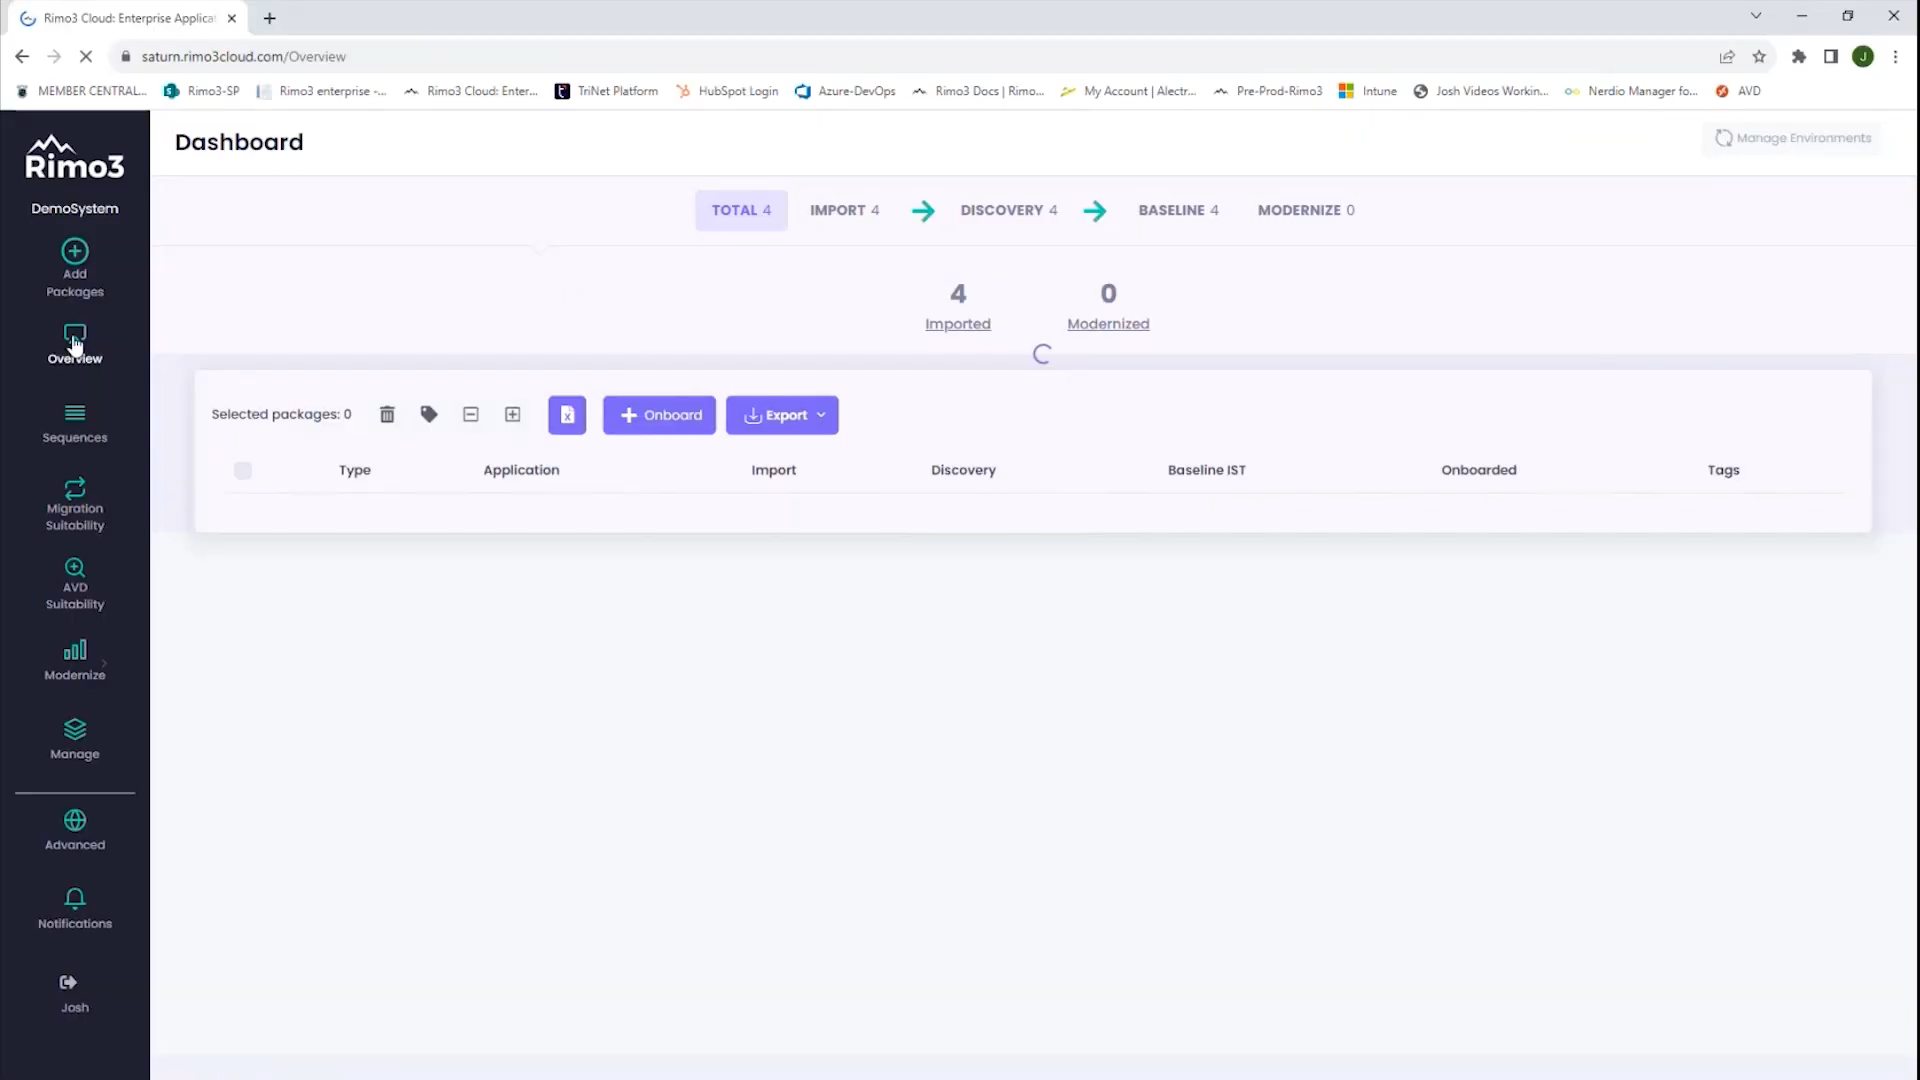 Rimo3 Cloud: Enterprise Applica
saturn.rimo3cloud.com/Overview
J
MEMBER CENTRAL...
Rimo3-SP
Rimo3 enterprise -...
Rimo3 Cloud: Enter...
TriNet Platform
HubSpot Login
Azure-DevOps
Rimo3 Docs | Rimo...
My Account | Alectr...
Pre-Prod-Rimo3
Intune
Josh Videos Workin...
Nerdio Manager fo...
AVD
Rimo3
DemoSystem
Add
Packages
Overview
Sequences
Migration
Suitability
AVD
Suitability
Modernize
Manage
Advanced
Notifications
Josh
Dashboard
Manage Environments
TOTAL 4
IMPORT 4
DISCOVERY 4
BASELINE 4
MODERNIZE 0
4
Imported
0
Modernized
Selected packages: 0
Onboard
Export
Type
Application
Import
Discovery
Baseline IST
Onboarded
Tags